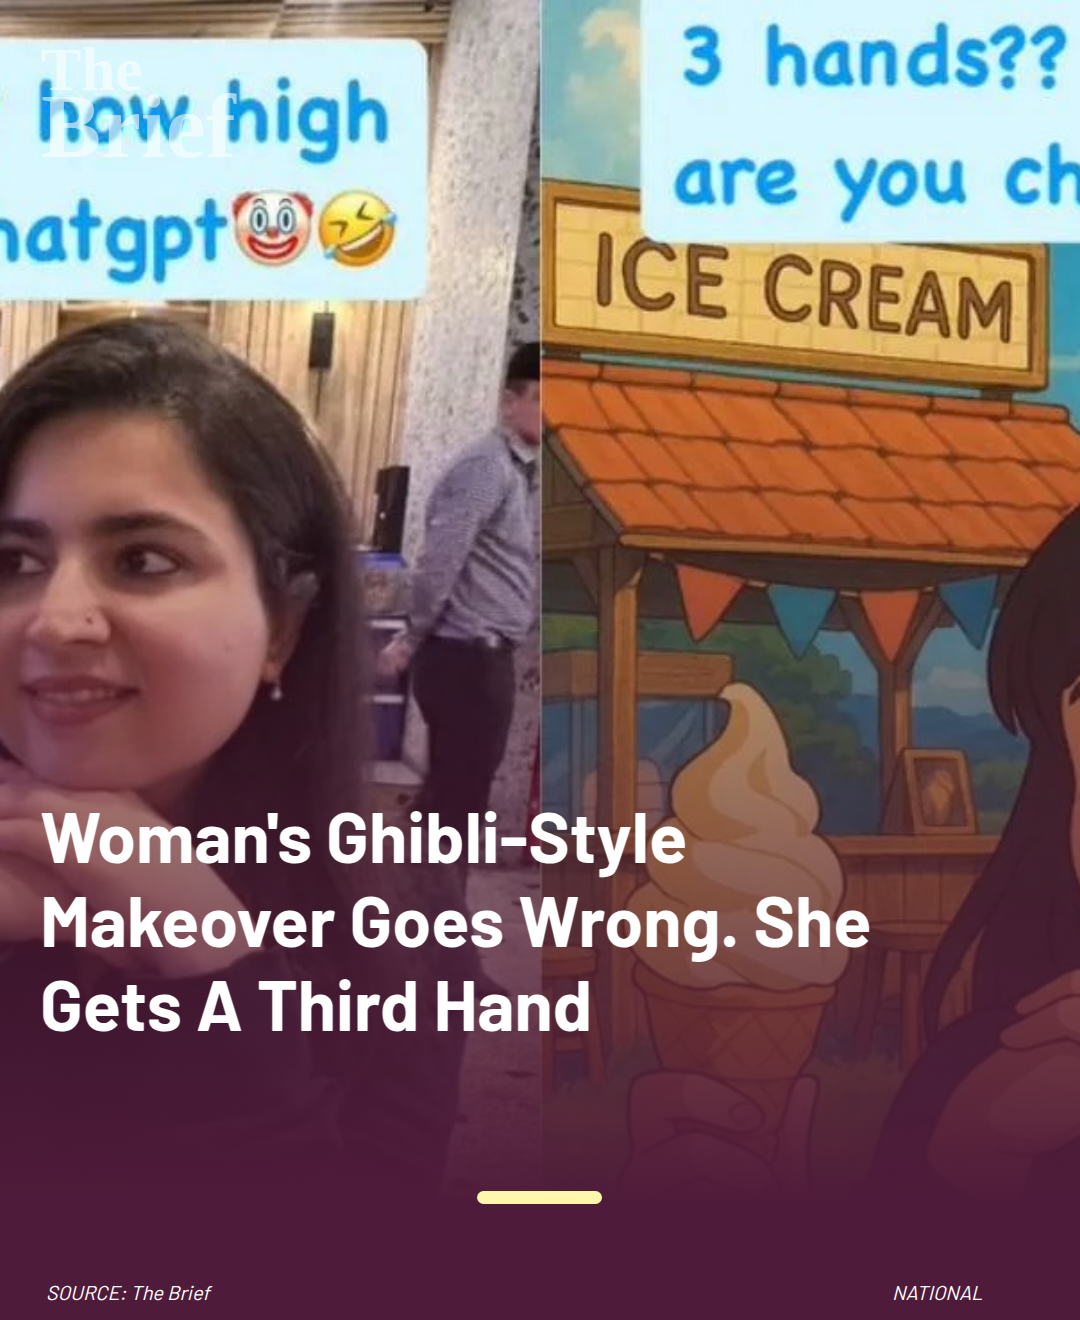 The
Brief
how high
hatgpt🤡🤣
3 hands??
are you ch
ICE CREAM
Woman's Ghibli-Style
Makeover Goes Wrong. She
Gets A Third Hand
SOURCE: The Brief
NATIONAL